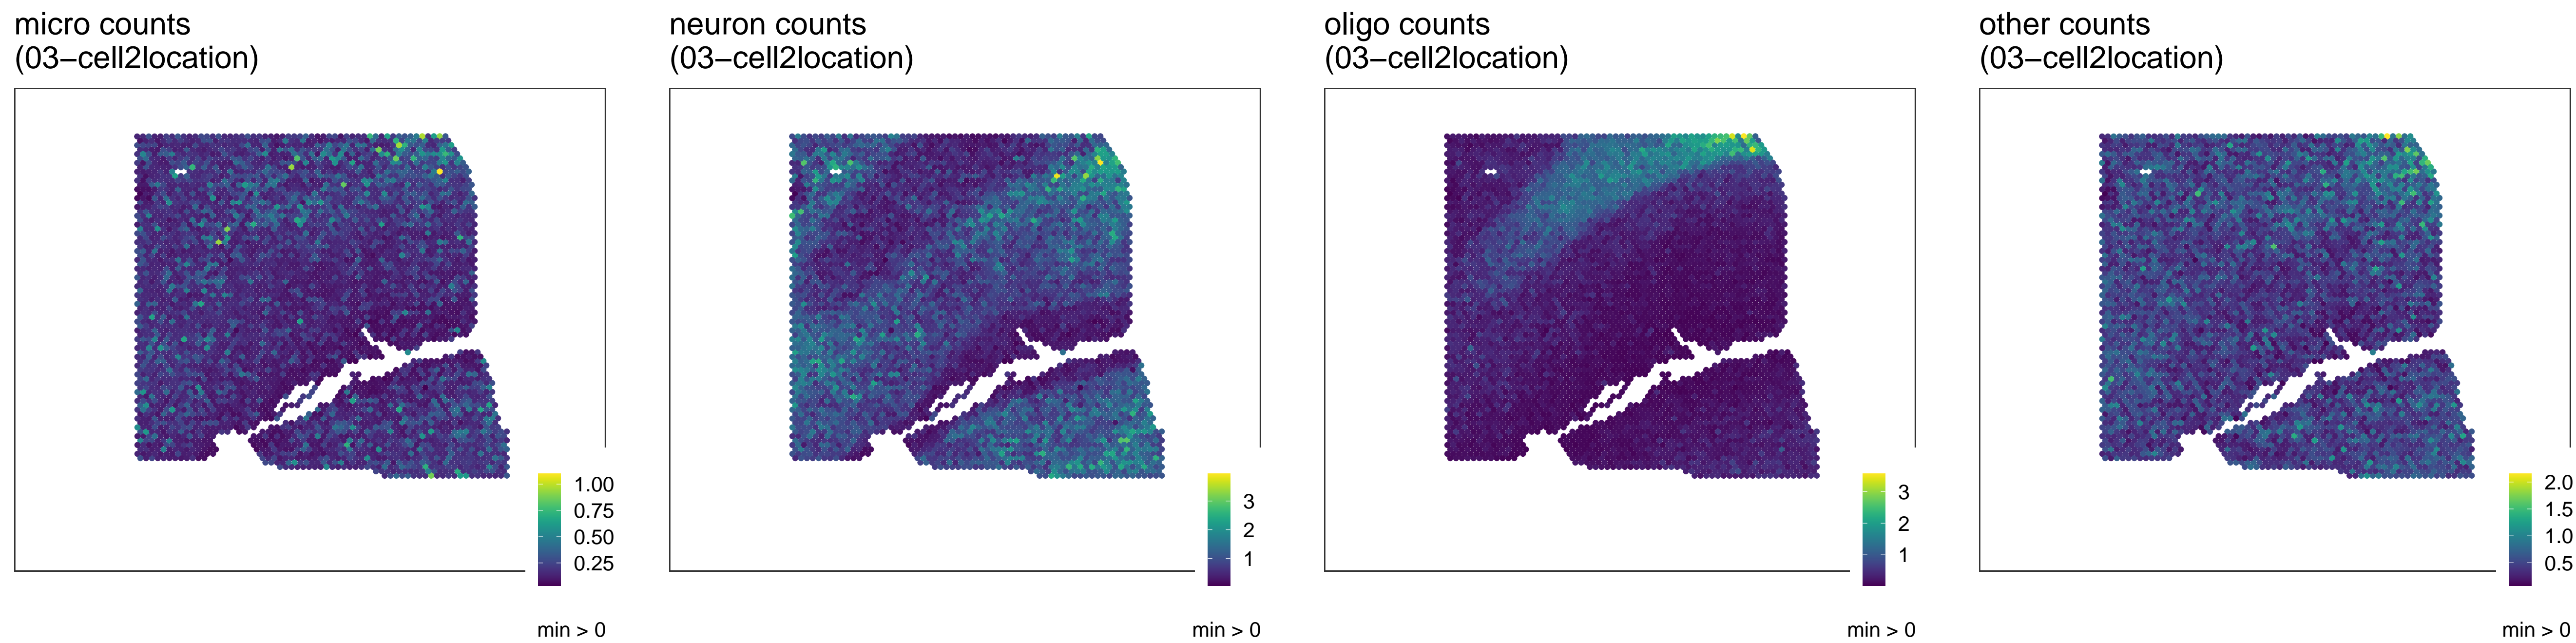 micro counts
(03−cell2location)
neuron counts
(03−cell2location)
oligo counts
(03−cell2location)
other counts
(03−cell2location)
1.00
0.75
0.50
0.25
min > 0
3
2
1
min > 0
3
2
1
min > 0
2.0
1.5
1.0
0.5
min > 0